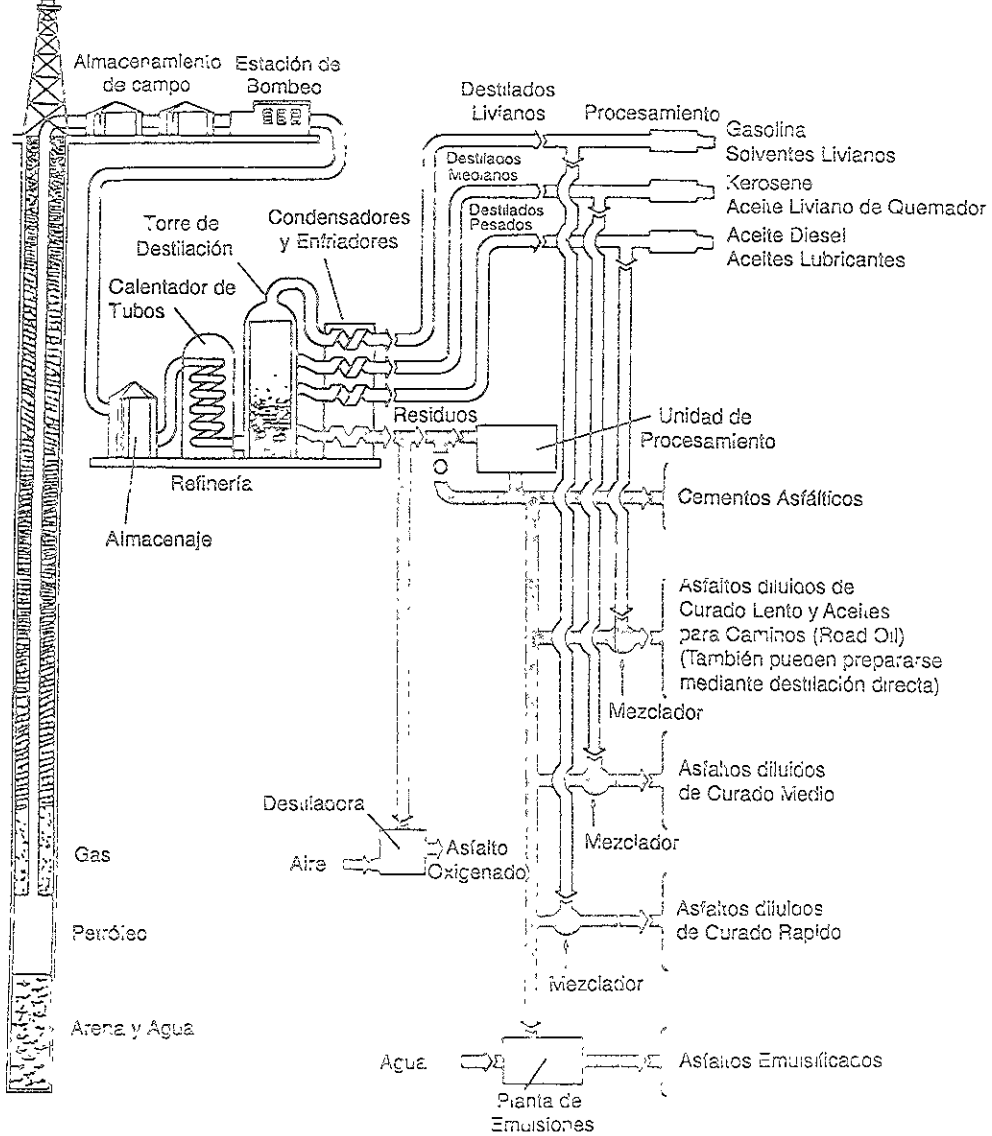 Almacenamiento
de campo
Estación de
Bombeo
Destilados
Livianos
Procesamiento
Gasolina
Solventes Livianos
Destilados
Medianos
Kerosene
Aceite Liviano de Quemador
Destilados
Pesados
Aceite Diesel
Aceites Lubricantes
Torre de
Destilación
Condensadores
y Enfriadores
Calentador de
Tubos
Residuos
Unidad de
Procesamiento
Refinería
Almacenaje
Cementos Asfálticos
Asfaltos diluidos de
Curado Lento y Aceites
para Caminos (Road Oil)
(También pueden prepararse
mediante destilación directa)
Mezclador
Asfaltos diluidos
de Curado Medio
Mezclador
Destiladora
Aire
Asfalto
Oxigenado
Gas
Petróleo
Asfaltos diluidos
de Curado Rapido
Mezclador
Arena y Agua
Agua
Asfaltos Emulsificados
Planta de
Emulsiones